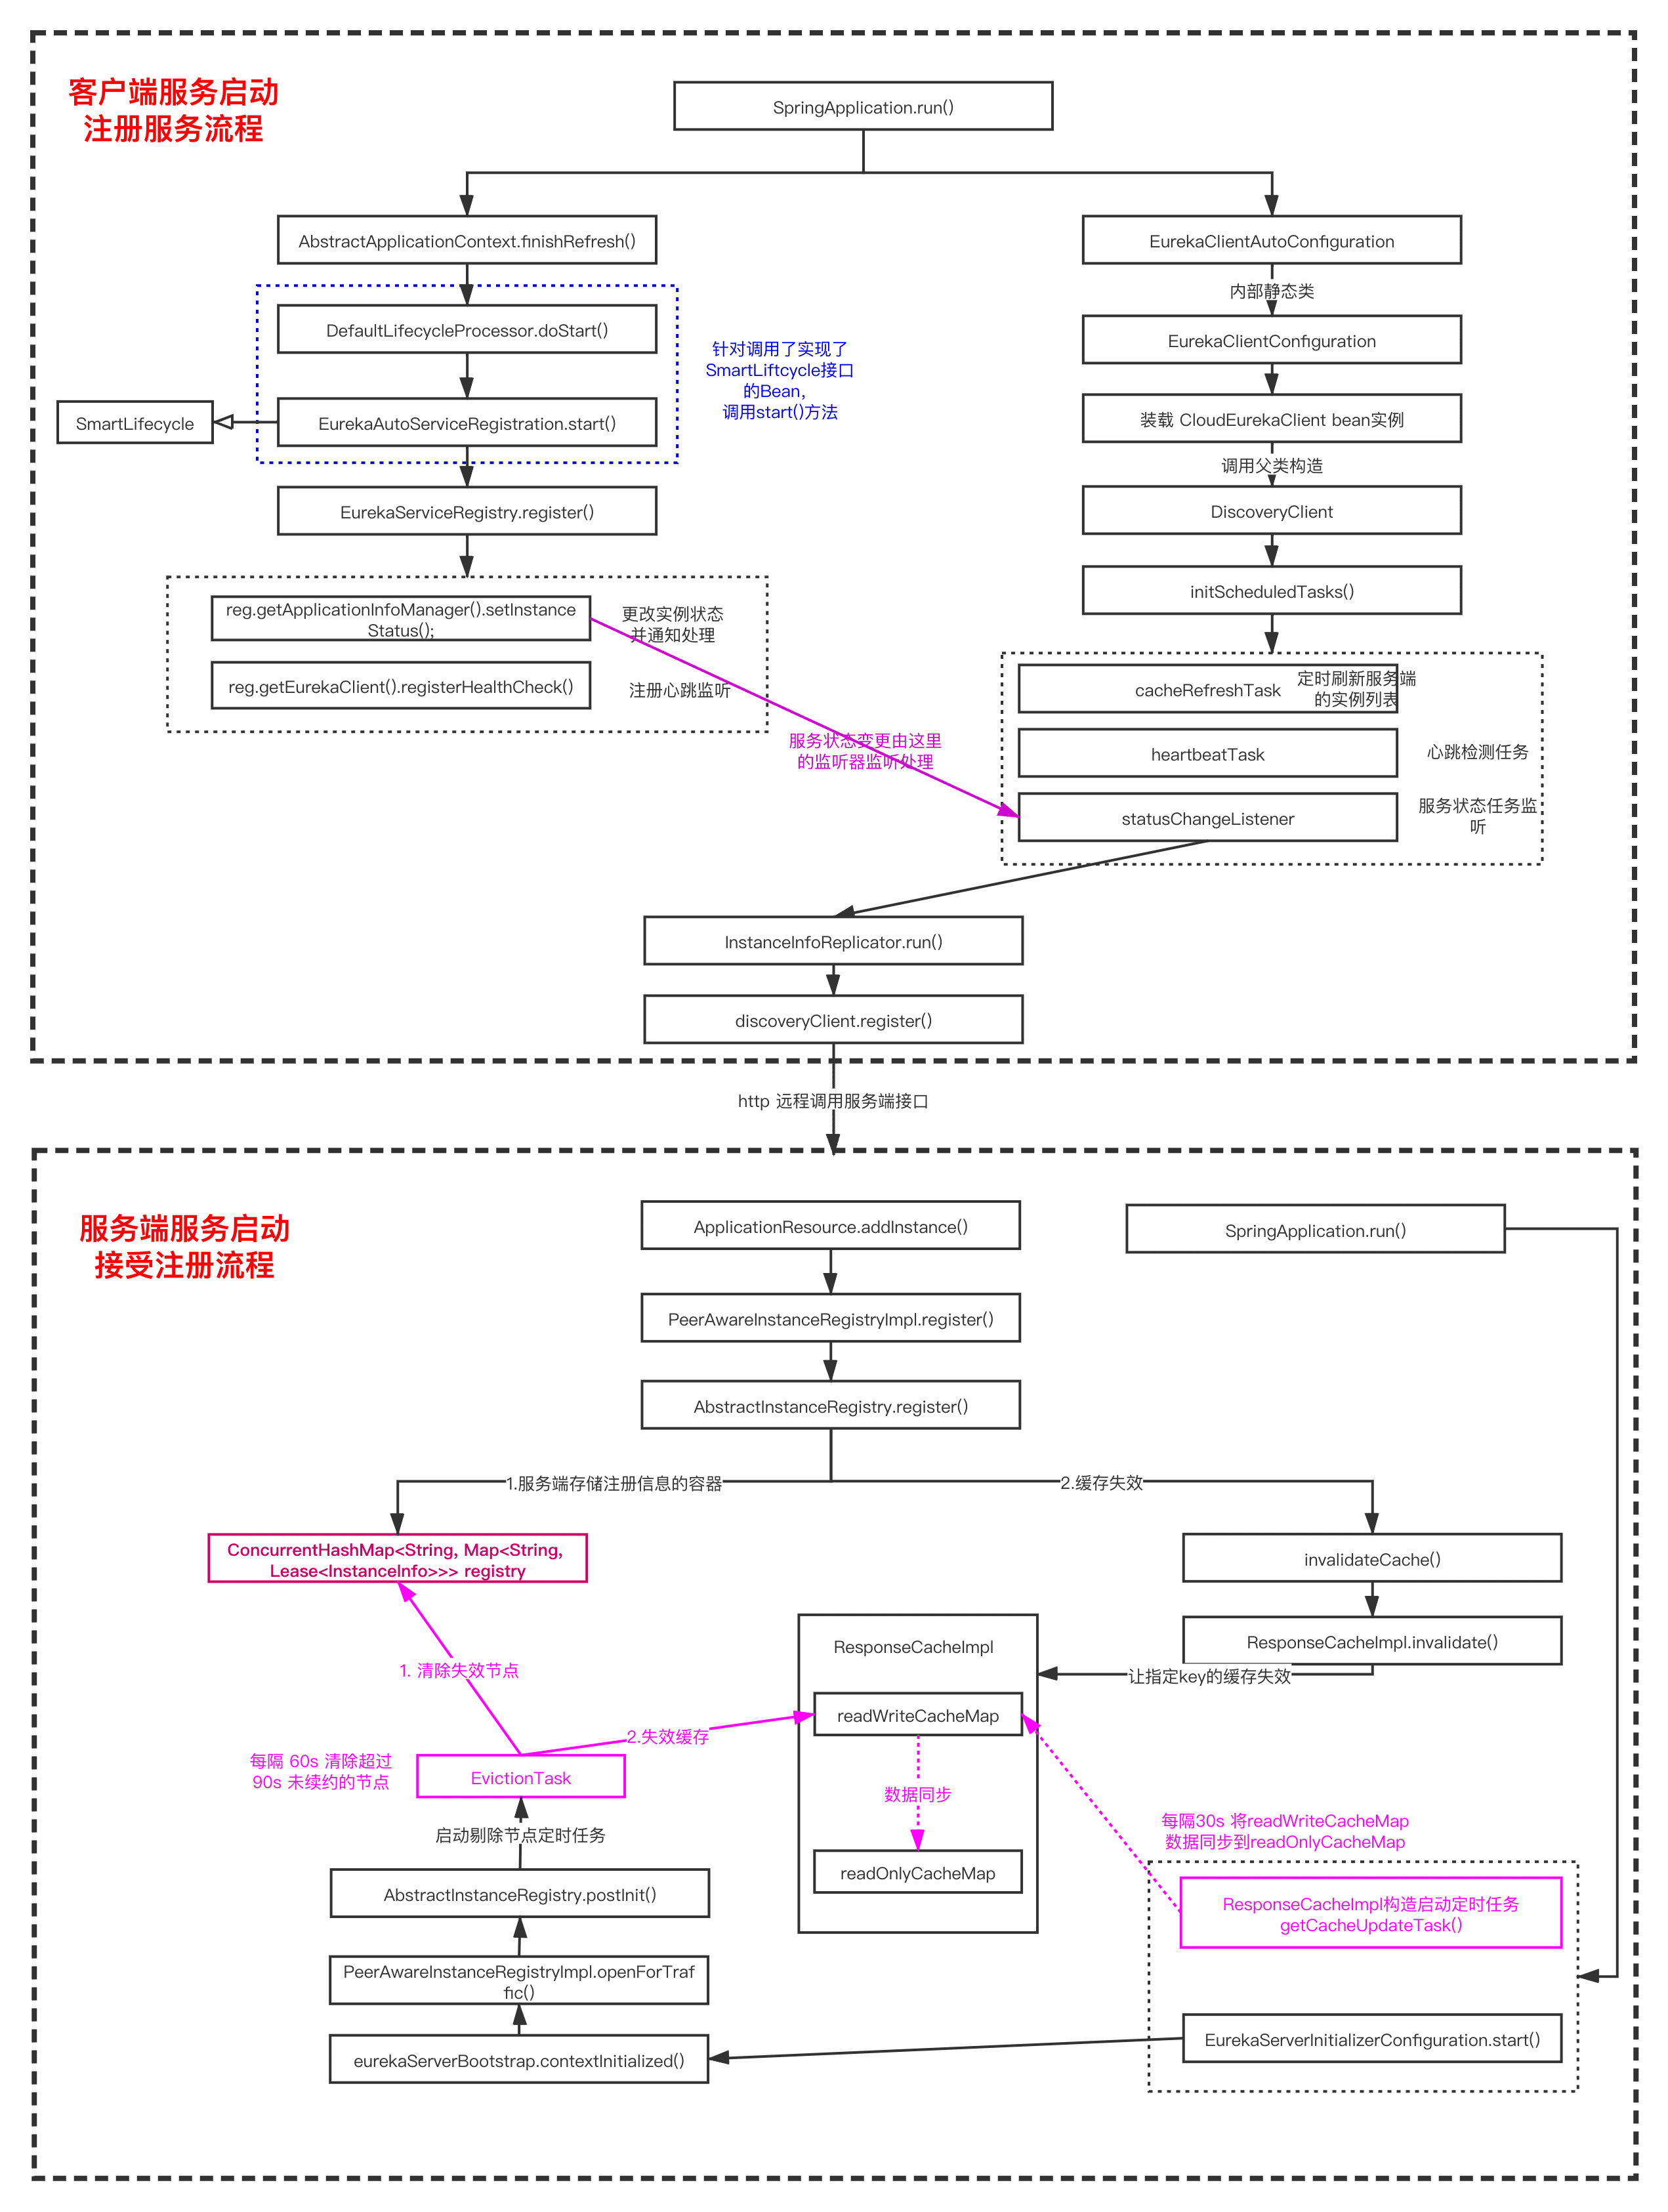 客户端服务启动
注册服务流程
SpringApplication.run()
AbstractApplicationContext.finishRefresh()
EurekaClientAutoConfiguration
内部静态类
DefaultLifecycleProcessor.doStart()
EurekaClientConfiguration
针对调用了实现了
SmartLiftcycle接口
的Bean，
调用start()方法
SmartLifecycle
EurekaAutoServiceRegistration.start()
装载 CloudEurekaClient bean实例
调用父类构造
EurekaServiceRegistry.register()
DiscoveryClient
initScheduledTasks()
reg.getApplicationInfoManager().setInstance
Status();
更改实例状态
并通知处理
reg.getEurekaClient().registerHealthCheck()
注册心跳监听
cacheRefreshTask
定时刷新服务端
的实例列表
服务状态变更由这里
的监听器监听处理
heartbeatTask
心跳检测任务
statusChangeListener
服务状态任务监
听
InstanceInfoReplicator.run()
discoveryClient.register()
http 远程调用服务端接口
服务端服务启动
接受注册流程
ApplicationResource.addInstance()
SpringApplication.run()
PeerAwareInstanceRegistryImpl.register()
AbstractInstanceRegistry.register()
1.服务端存储注册信息的容器
2.缓存失效
ConcurrentHashMap<String, Map<String,
Lease<InstanceInfo>>> registry
invalidateCache()
ResponseCacheImpl
ResponseCacheImpl.invalidate()
1. 清除失效节点
让指定key的缓存失效
readWriteCacheMap
2.失效缓存
每隔 60s 清除超过
90s 未续约的节点
EvictionTask
数据同步
每隔30s 将readWriteCacheMap
数据同步到readOnlyCacheMap
启动剔除节点定时任务
readOnlyCacheMap
AbstractInstanceRegistry.postInit()
ResponseCacheImpl构造启动定时任务
getCacheUpdateTask()
PeerAwareInstanceRegistryImpl.openForTraf
fic()
EurekaServerInitializerConfiguration.start()
eurekaServerBootstrap.contextInitialized()